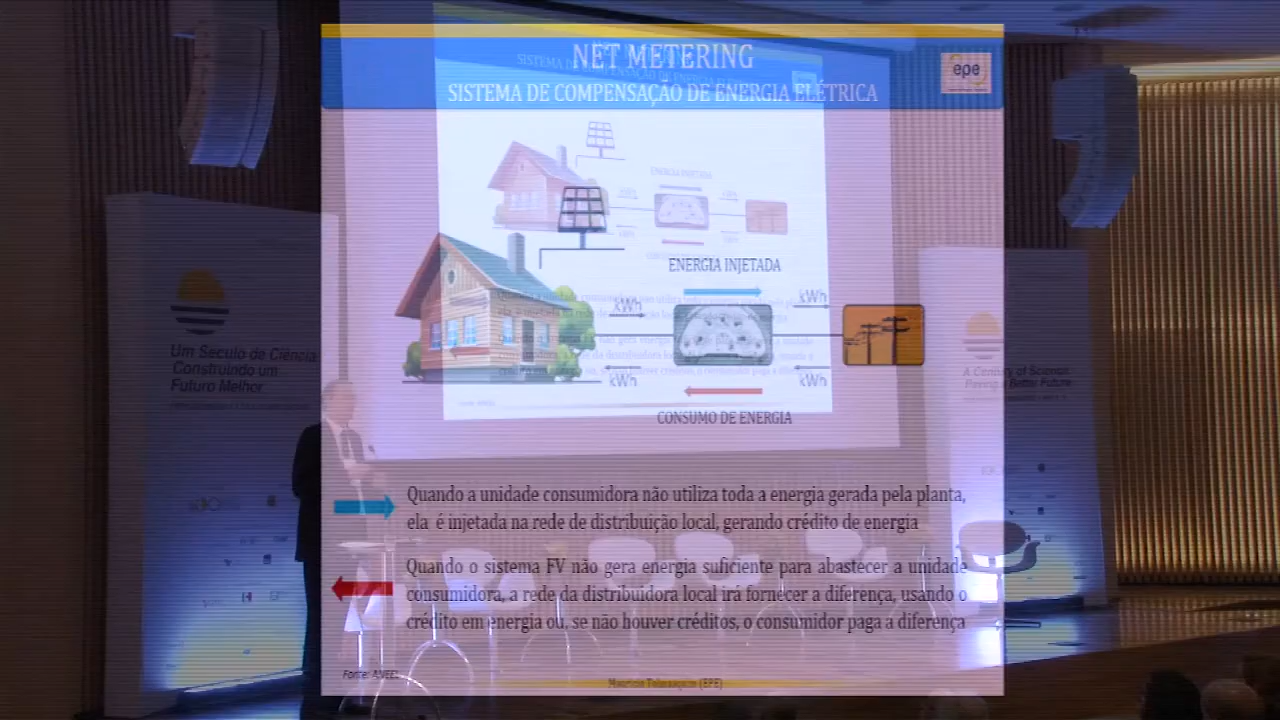 NET METERING
SISTEMA DE COMPENSAÇÃO DE ENERGIA ELÉTRICA
epe
ENERGIA INJETADA
kWh
kWh
kWh
kWh
CONSUMO DE ENERGIA
Quando a unidade consumidora não utiliza toda a energia gerada pela planta,
ela é injetada na rede de distribuição local, gerando crédito de energia
Quando o sistema FV não gera energia suficiente para abastecer a unidade
consumidora, a rede da distribuidora local irá fornecer a diferença, usando o
crédito em energia ou, se não houver créditos, o consumidor paga a diferença
Fonte: ANEEL
Mauricio Tolmasquim (EPE)
Um Seculo de Ciência
Construindo um
Futuro Melhor
A Century of Science
Paving a Better Future